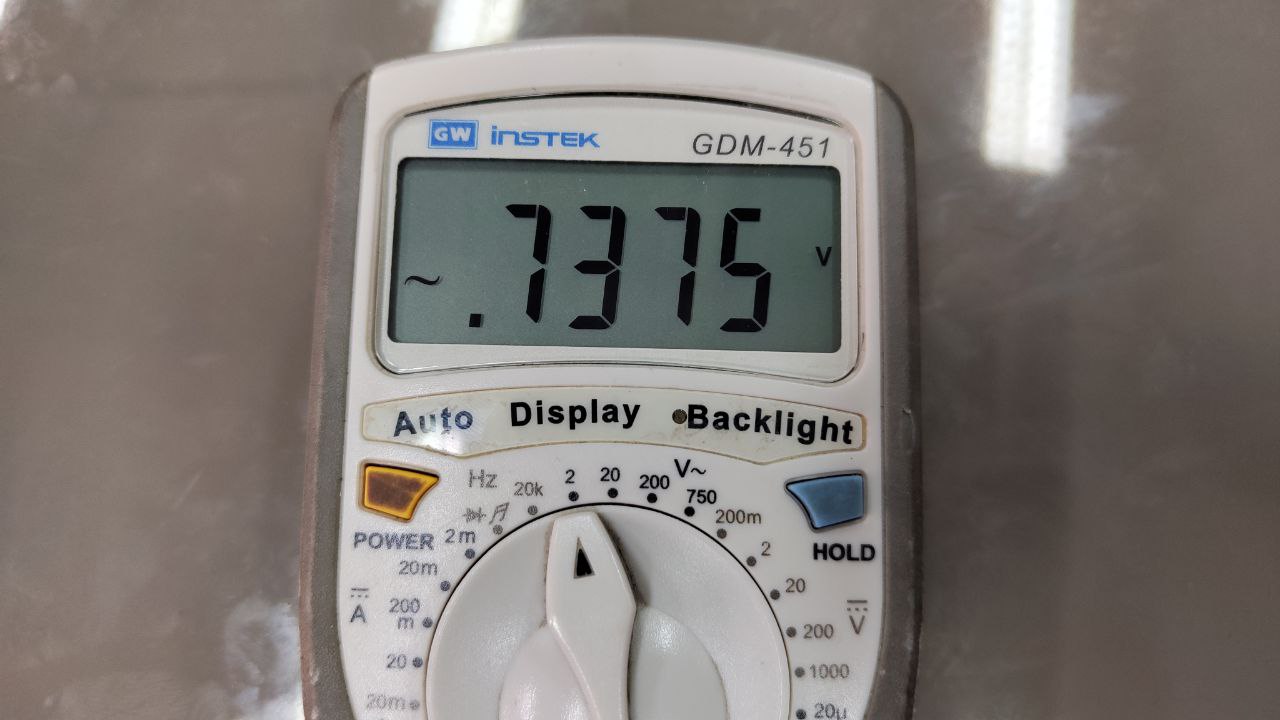 GW INSTEK GDM-451
~ .7375 V
Auto Display Backlight
Hz 20k 2 20 200 750 V~
POWER 2m 200m HOLD
20m 2
A 200m 20 V
20 200
20m 1000
20µ